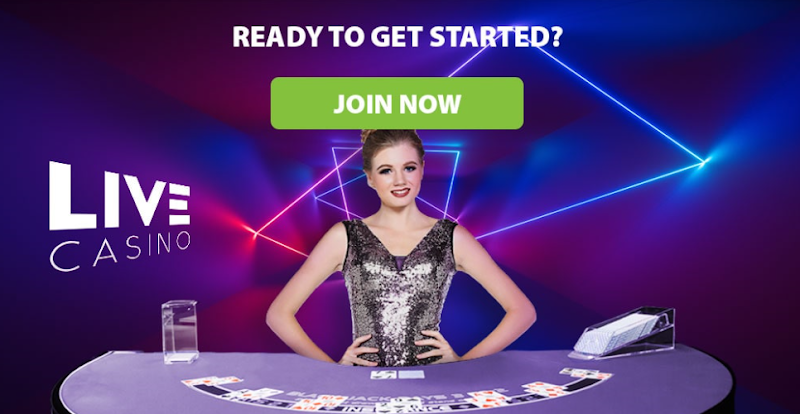 READY TO GET STARTED?
JOIN NOW
LIVE
CASINO